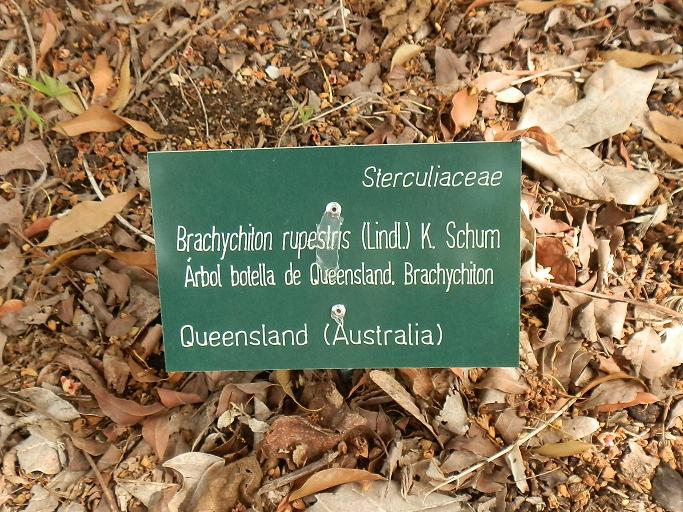 Sterculiaceae
Brachychiton rupestris (Lindl.) K. Schum
Árbol botella de Queensland. Brachychiton
Queensland (Australia)